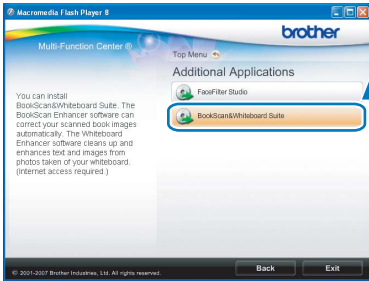 Macromedia Flash Player 8
brother
Multi-Function Center ®
Top Menu
Additional Applications
You can install
BookScan&Whiteboard Suite. The
BookScan Enhancer software can
correct your scanned book images
automatically. The Whiteboard
Enhancer software cleans up and
enhances text and images from
photos taken of your whiteboard.
(Internet access required.)
FaceFilter Studio
BookScan&Whiteboard Suite
© 2001-2007 Brother Industries, Ltd. All rights reserved.
Back
Exit